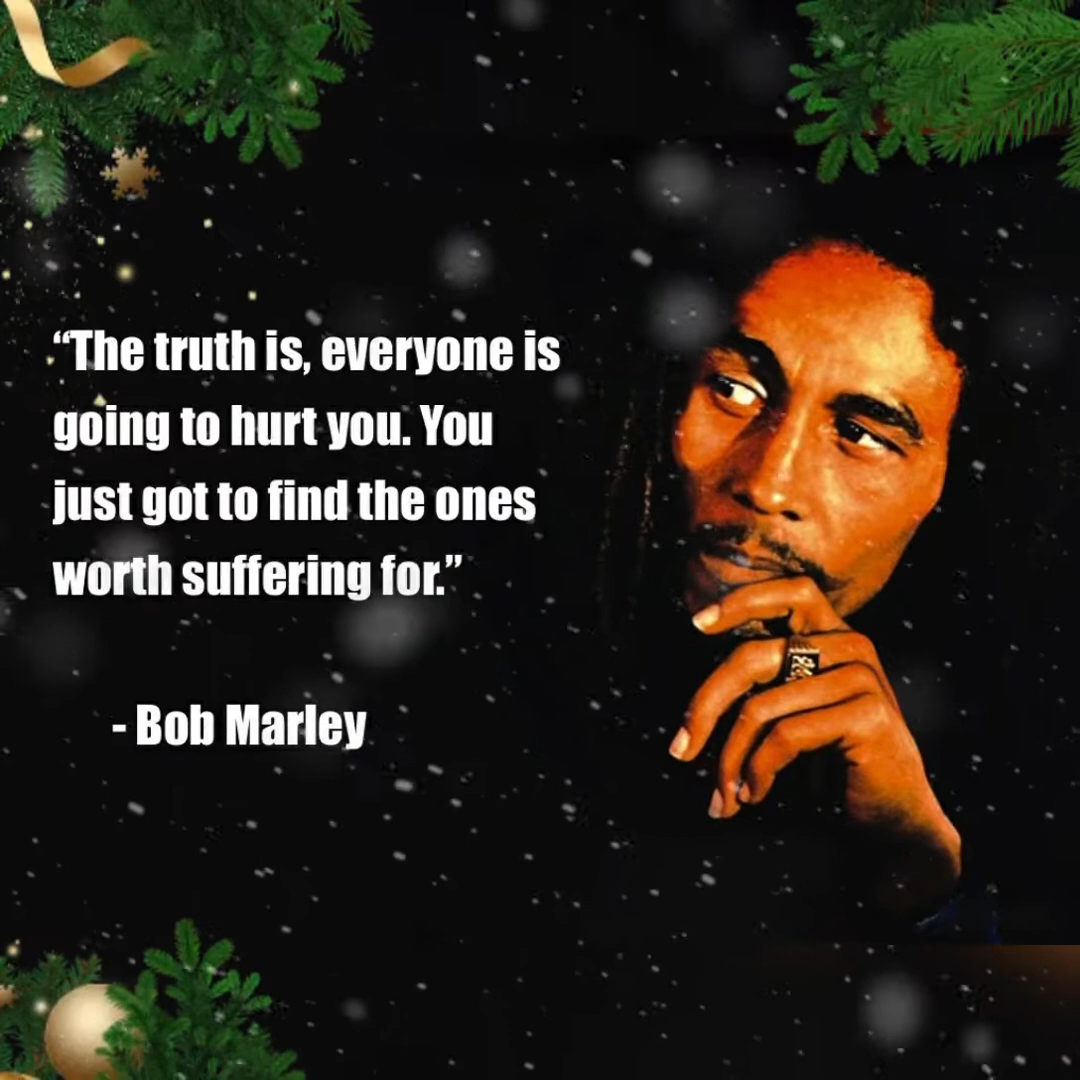 “The truth is, everyone is
going to hurt you. You
just got to find the ones
worth suffering for.”
- Bob Marley